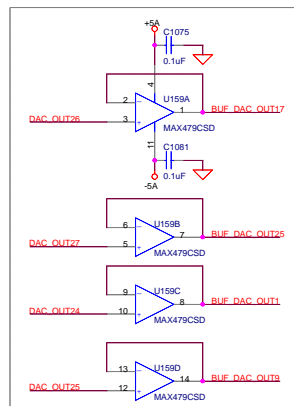 +5A
C1075
0.1uF
4
2
U159A
1
BUF_DAC_OUT17
DAC_OUT26
3
MAX479CSD
11
C1081
0.1uF
-5A
6
U159B
7
BUF_DAC_OUT25
DAC_OUT27
5
MAX479CSD
9
U159C
8
BUF_DAC_OUT1
DAC_OUT24
10
MAX479CSD
13
U159D
14
BUF_DAC_OUT9
DAC_OUT25
12
MAX479CSD